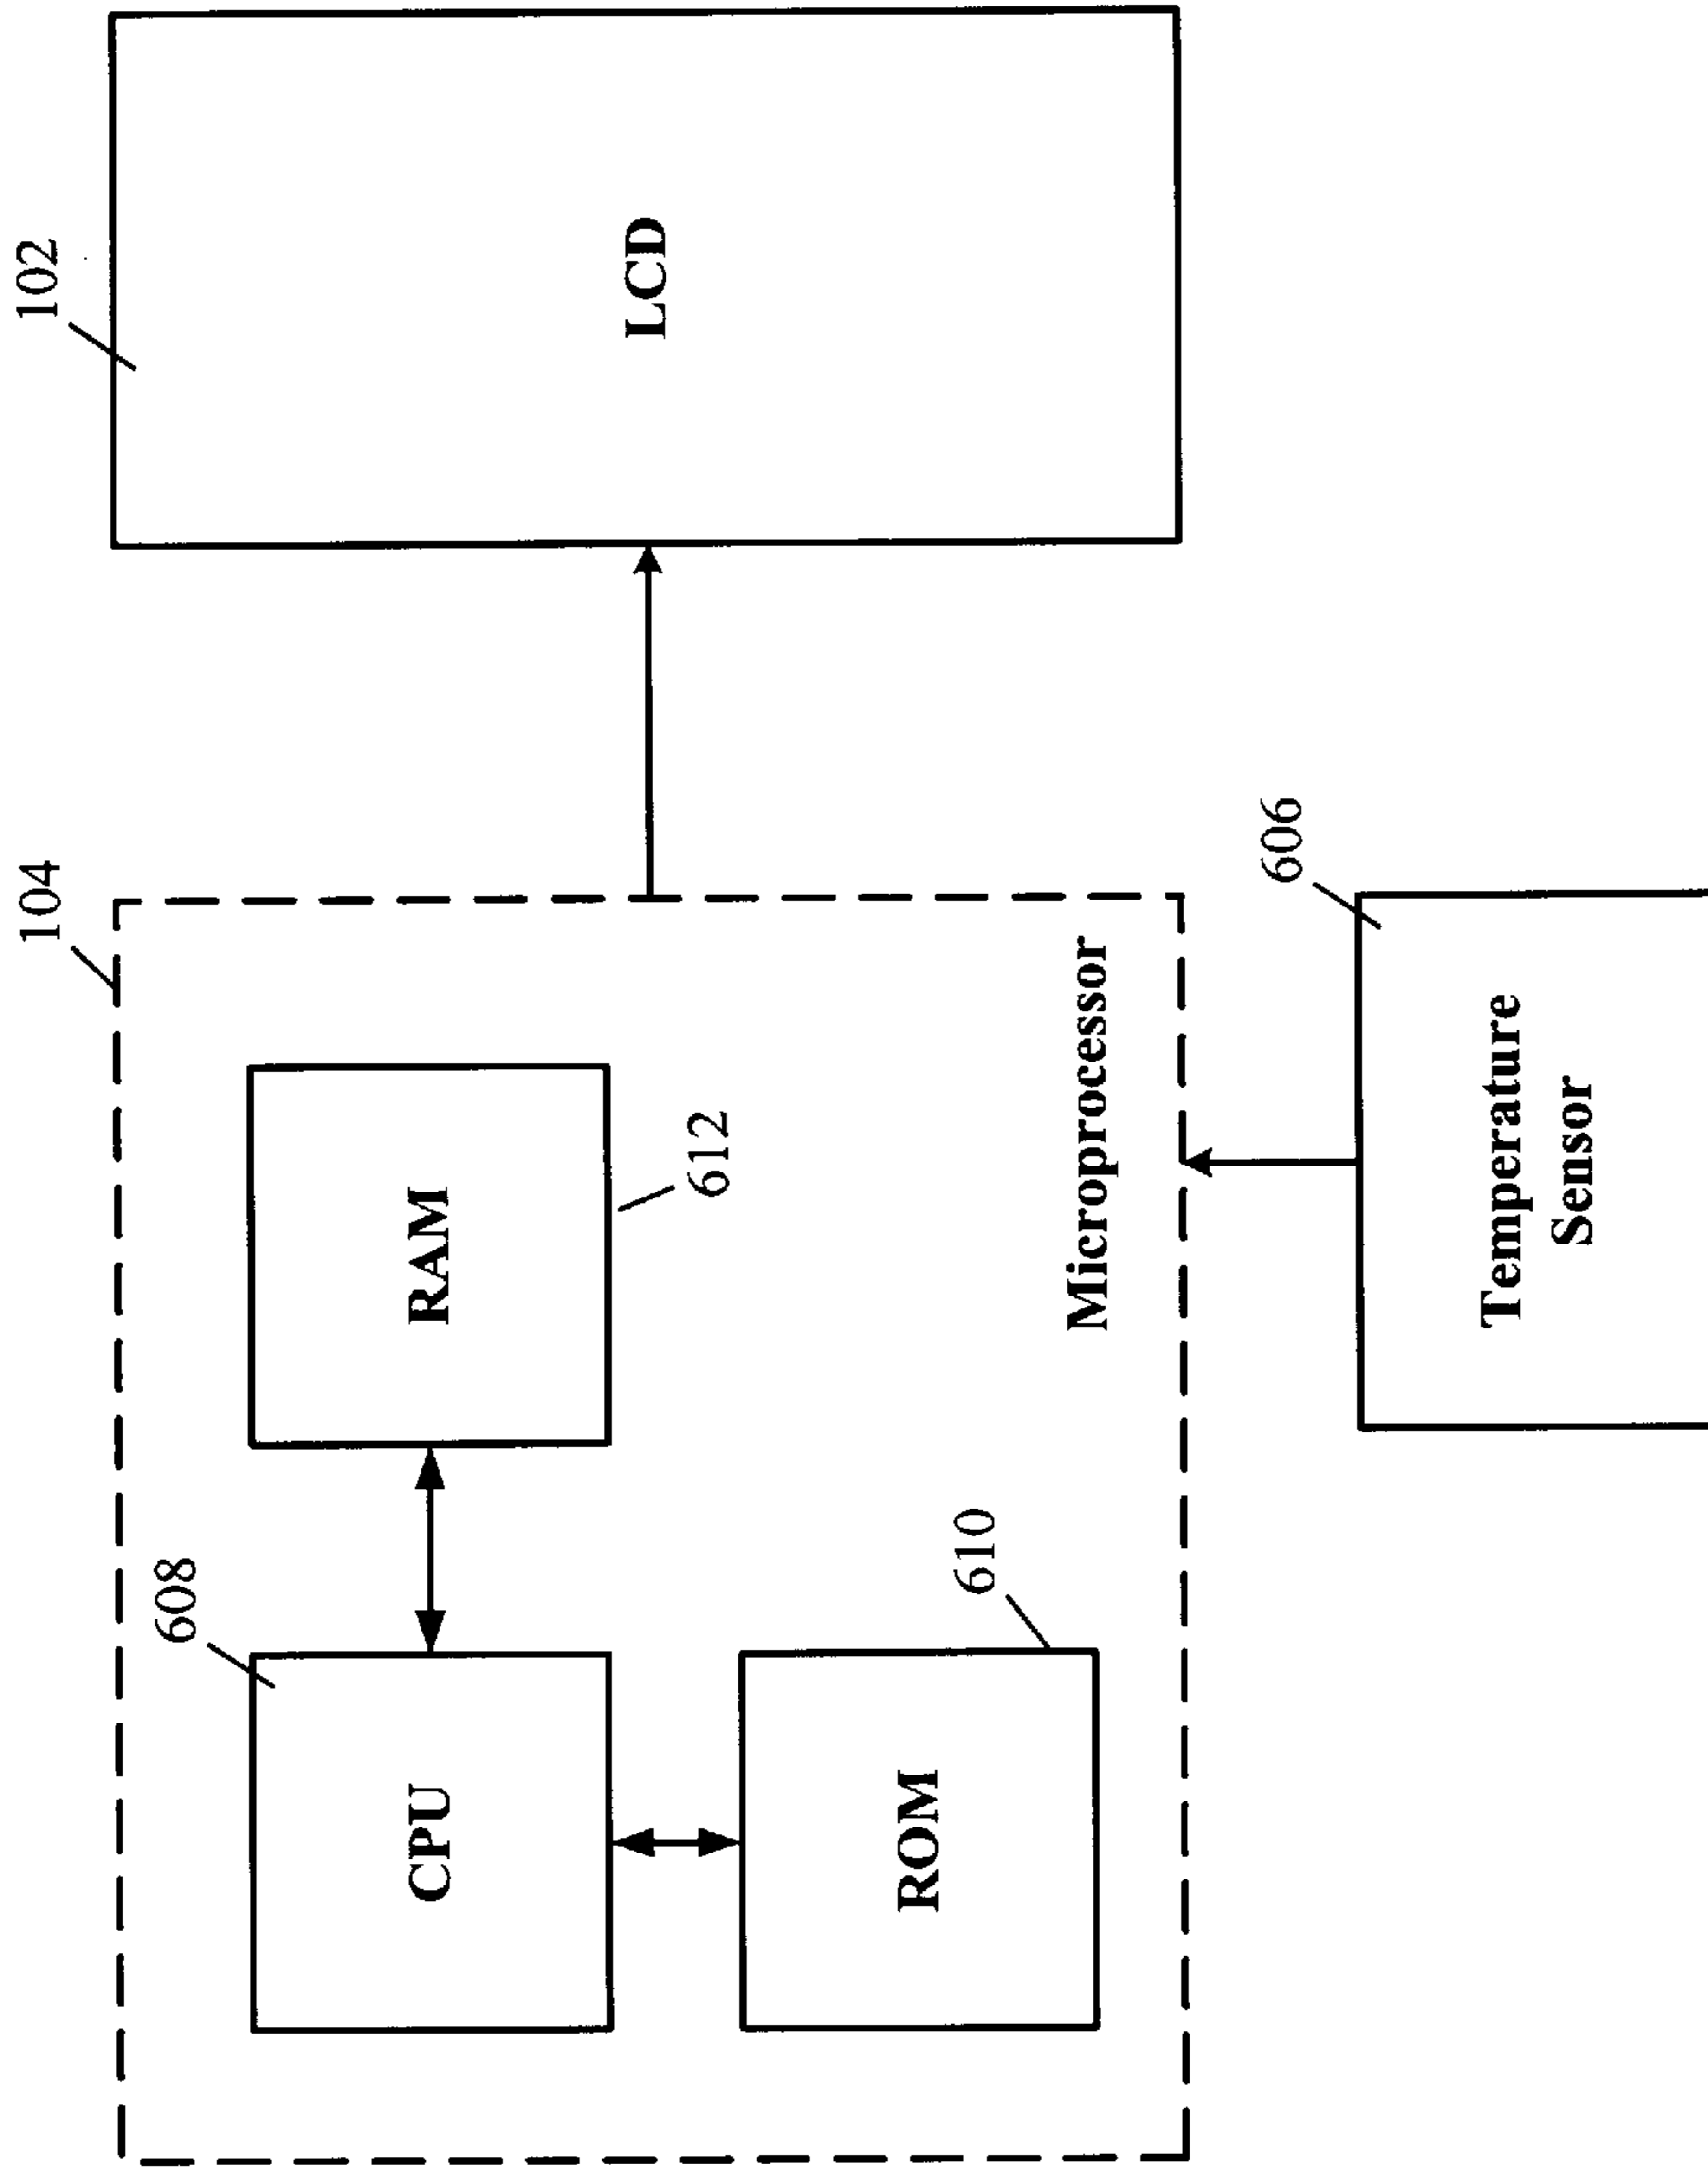 104
102
608
CPU
RAM
LCD
612
610
ROM
Microprocessor
606
Temperature
Sensor